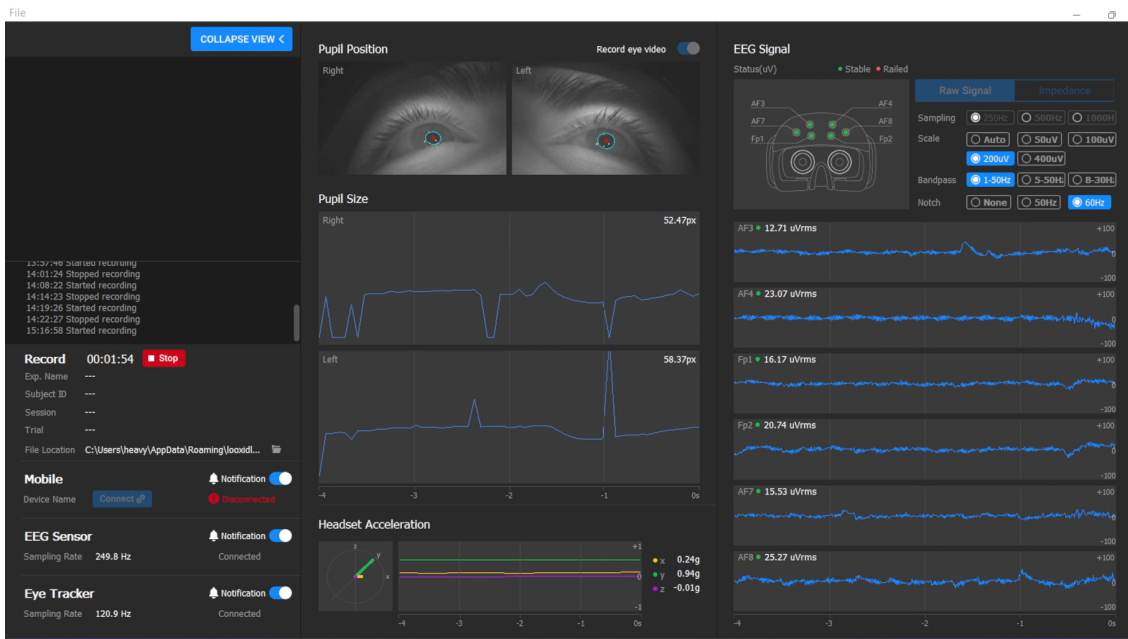 File
COLLAPSE VIEW <
13:57:46 Started recording
14:01:24 Stopped recording
14:08:22 Started recording
14:14:23 Stopped recording
14:19:26 Started recording
14:22:27 Stopped recording
15:16:58 Started recording
Record 00:01:54 Stop
Exp. Name ---
Subject ID ---
Session ---
Trial ---
File Location C:\Users\heavy\AppData\Roaming\looxidl...
Mobile Notification
Device Name Connect Disconnected
EEG Sensor Notification
Sampling Rate 249.8 Hz Connected
Eye Tracker Notification
Sampling Rate 120.9 Hz Connected
Pupil Position Record eye video
Right Left
Pupil Size
Right 52.47px
Left 58.37px
-4 -3 -2 -1 0s
Headset Acceleration
z y x
+1
0
-1
x 0.24g
y 0.94g
z -0.01g
-4 -3 -2 -1 0s
EEG Signal
Status(uV) Stable Railed
AF3 AF4
AF7 AF8
Fp1 Fp2
Raw Signal Impedance
Sampling 250Hz 500Hz 1000H
Scale Auto 50uV 100uV
200uV 400uV
Bandpass 1-50Hz 5-50H 8-30H
Notch None 50Hz 60Hz
AF3 12.71 uVrms +100
0
-100
AF4 23.07 uVrms +100
0
-100
Fp1 16.17 uVrms +100
0
-100
Fp2 20.74 uVrms +100
0
-100
AF7 15.53 uVrms +100
0
-100
AF8 25.27 uVrms +100
0
-100
-4 -3 -2 -1 0s